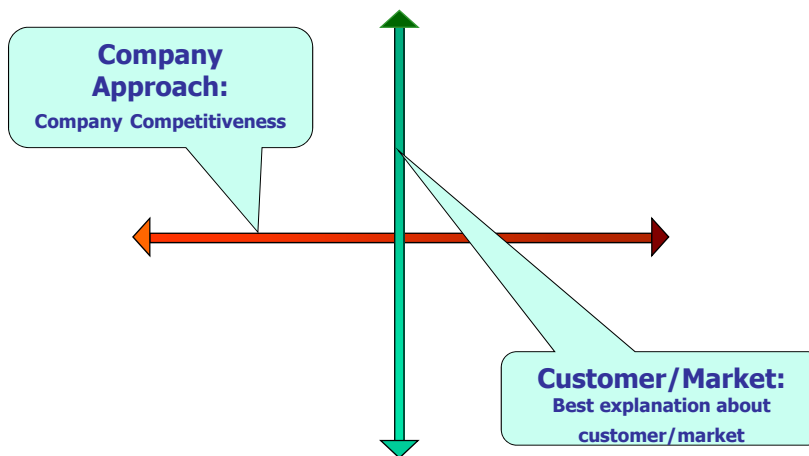 Company
Approach:
Company Competitiveness
Customer/Market:
Best explanation about
customer/market